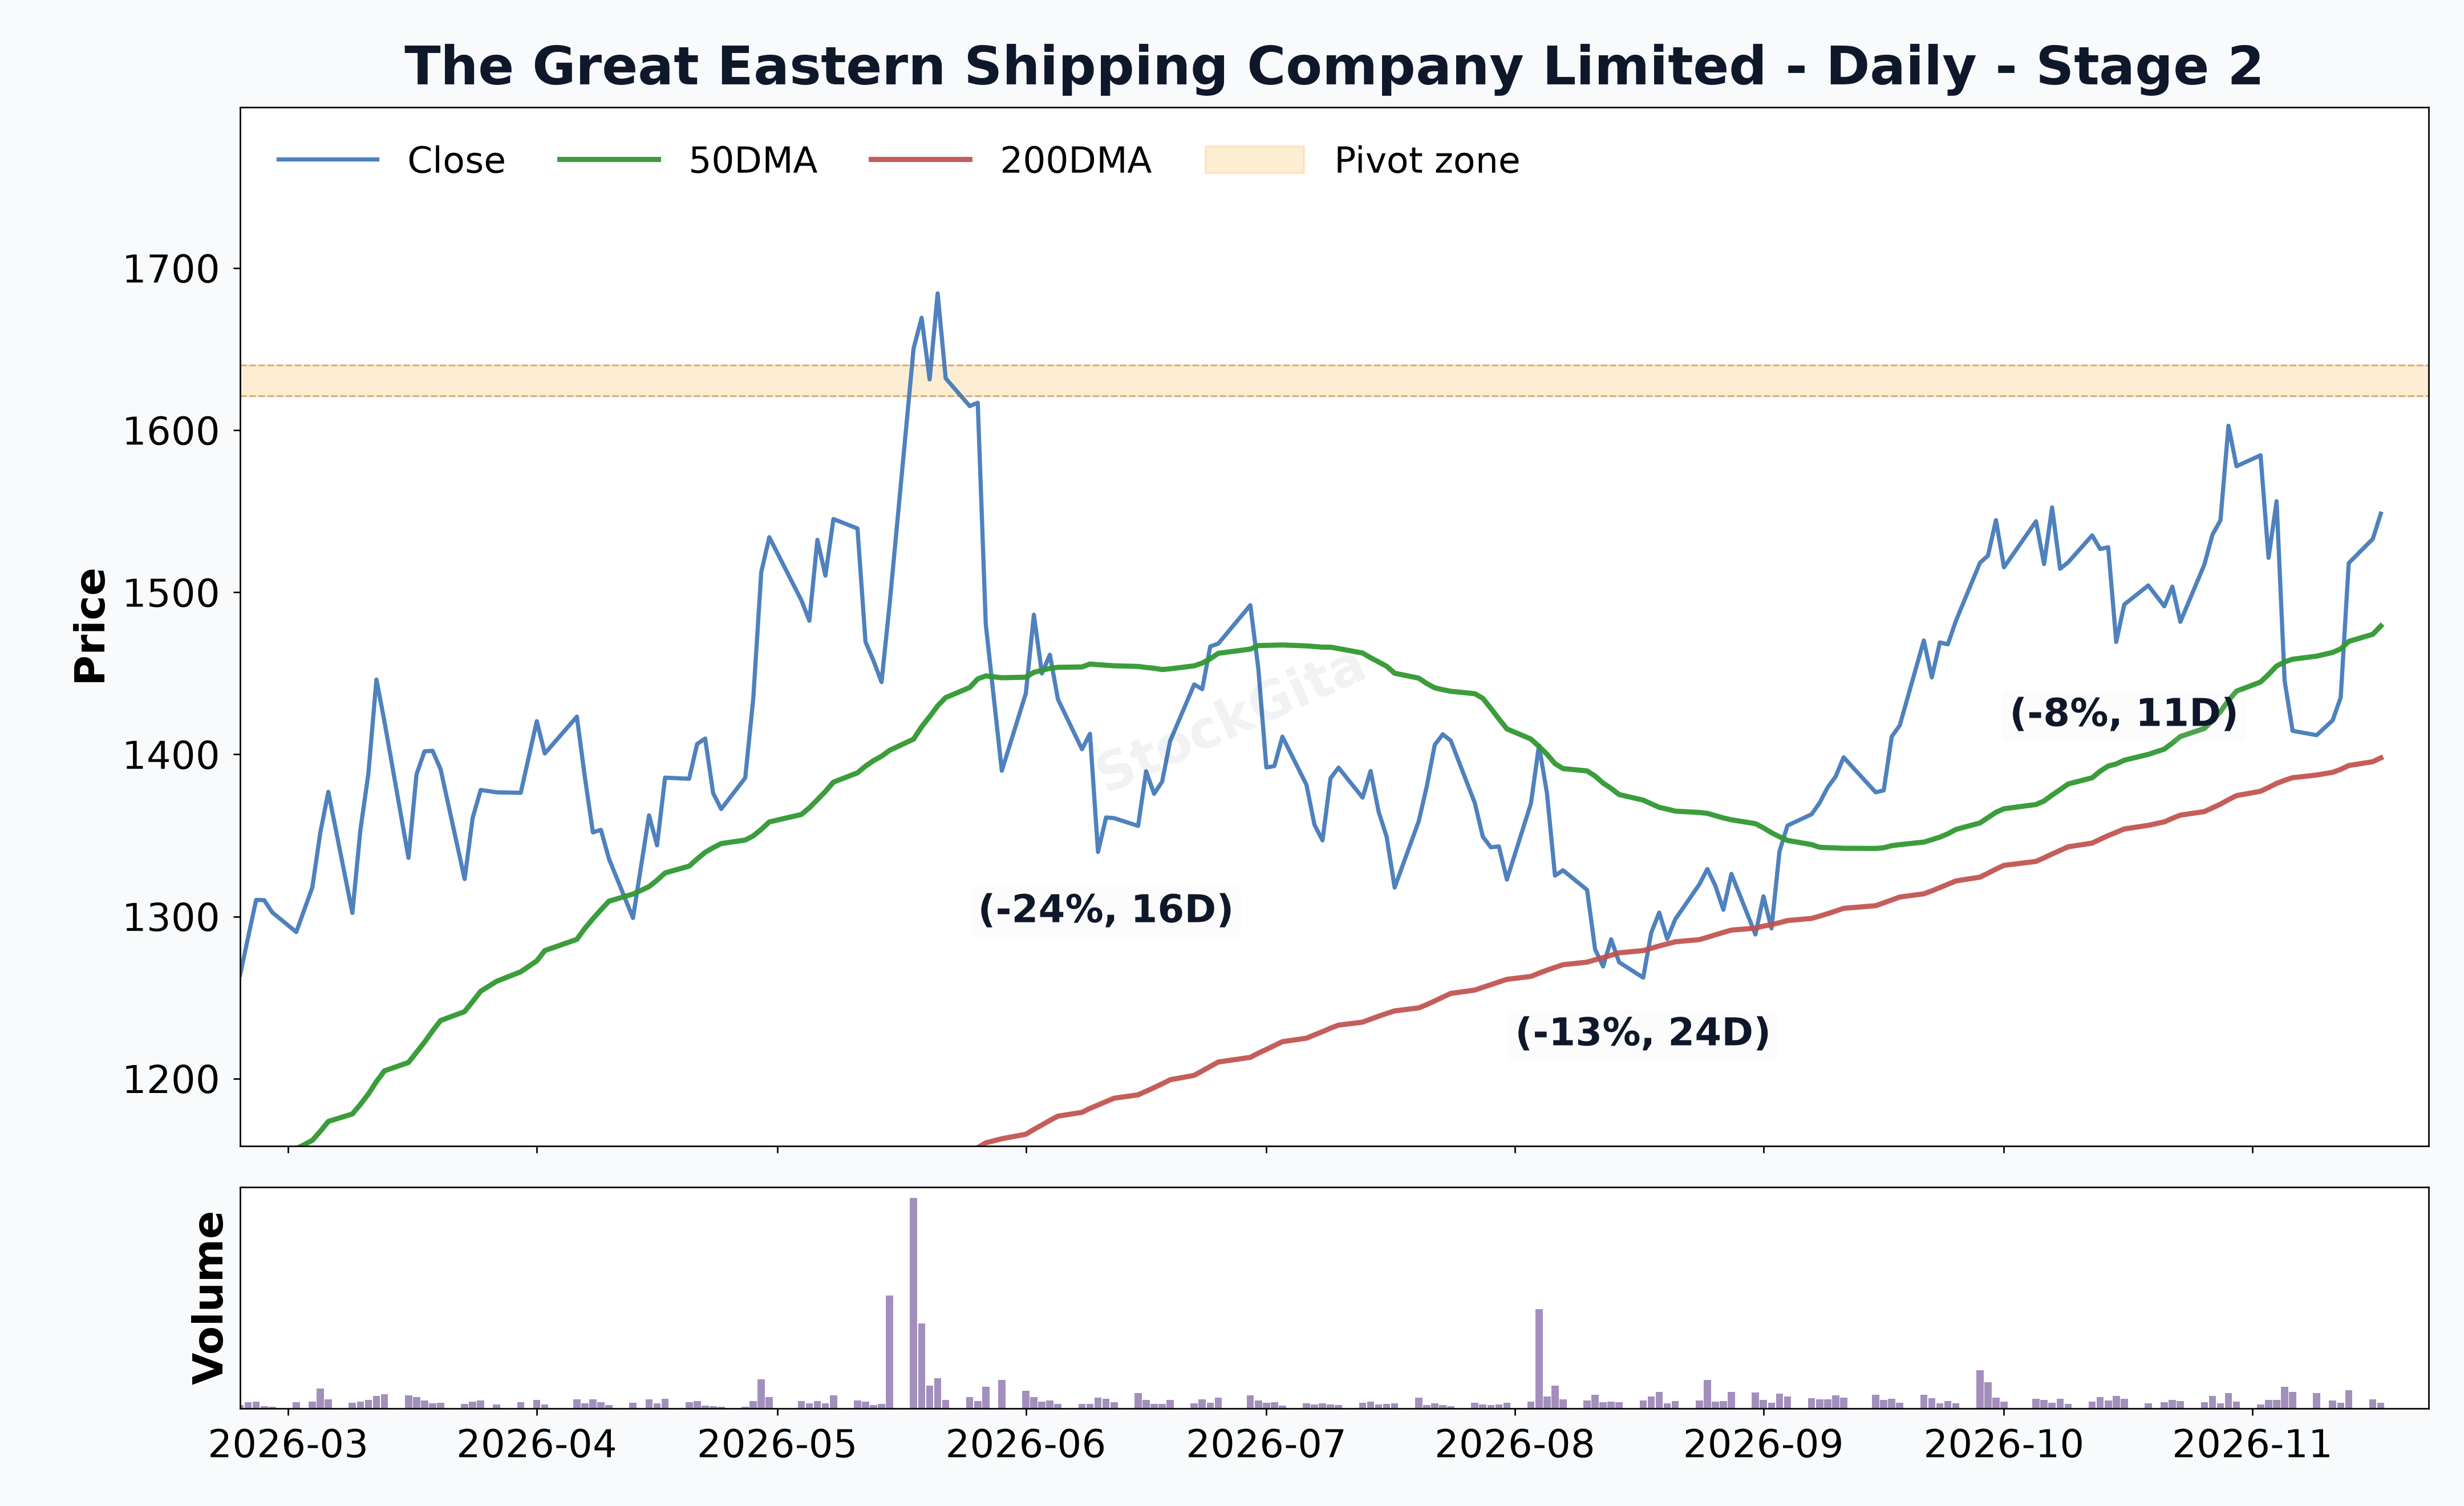 The Great Eastern Shipping Company Limited - Daily - Stage 2
Close 50DMA 200DMA Pivot zone
1700
1600
1500
1400
1300
1200
Price
StockGita
(-8%, 11D)
(-24%, 16D)
(-13%, 24D)
Volume
2026-03 2026-04 2026-05 2026-06 2026-07 2026-08 2026-09 2026-10 2026-11